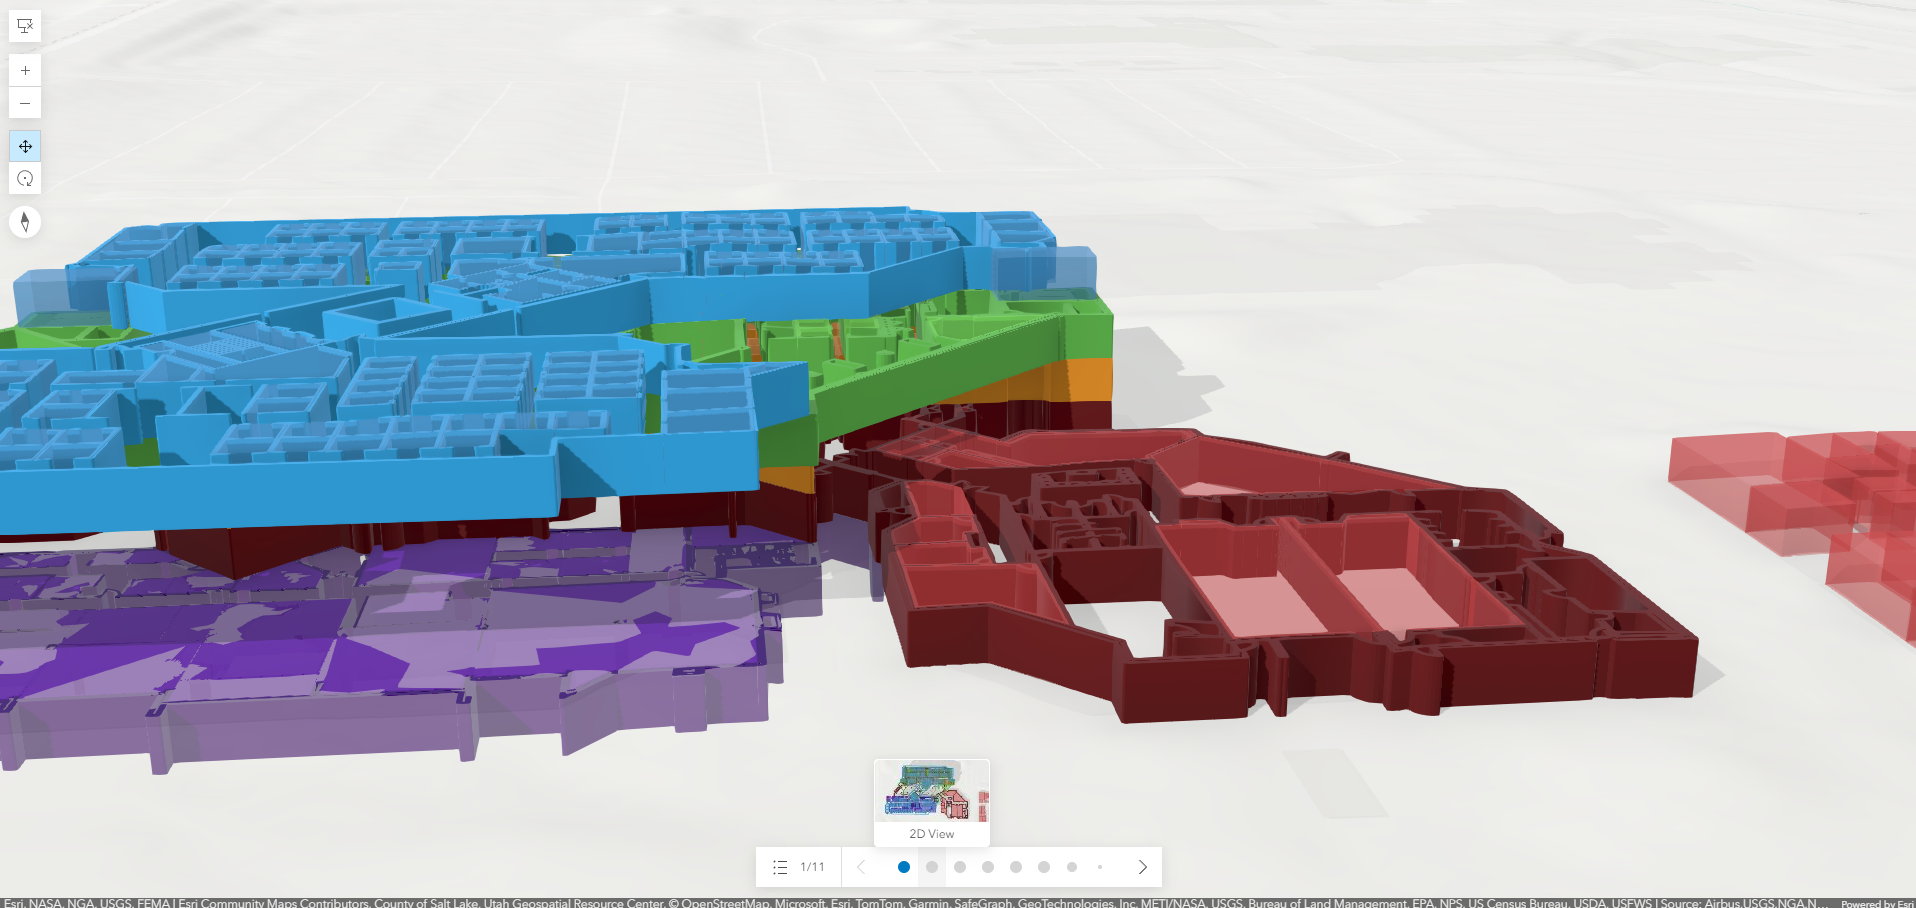 2D View
1/11
Esri, NASA, NGA, USGS, FEMA | Esri Community Maps Contributors, County of Salt Lake, Utah Geospatial Resource Center, © OpenStreetMap, Microsoft, Esri, TomTom, Garmin, SafeGraph, GeoTechnologies, Inc, METI/NASA, USGS, Bureau of Land Management, EPA, NPS, US Census Bureau, USDA, USFWS | Source: Airbus,USGS,NGA,N... Powered by Esri